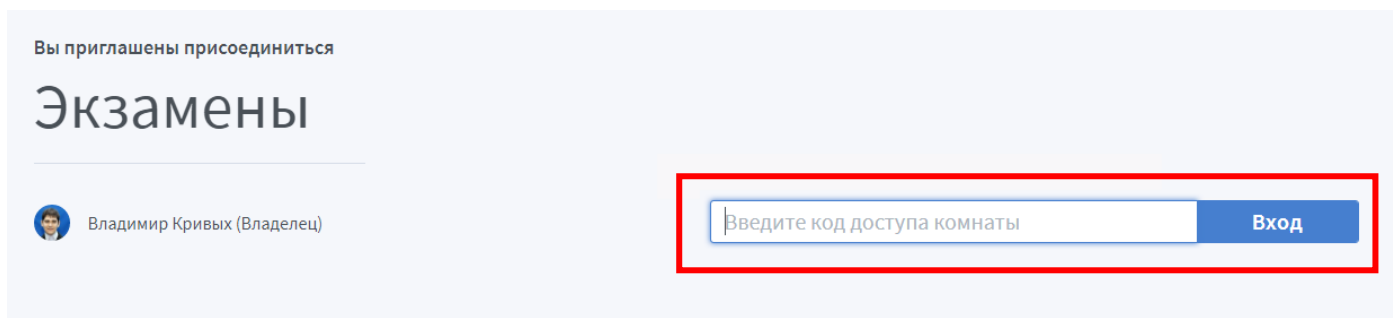 Вы приглашены присоединиться
Экзамены
Владимир Кривых (Владелец)
Введите код доступа комнаты
Вход